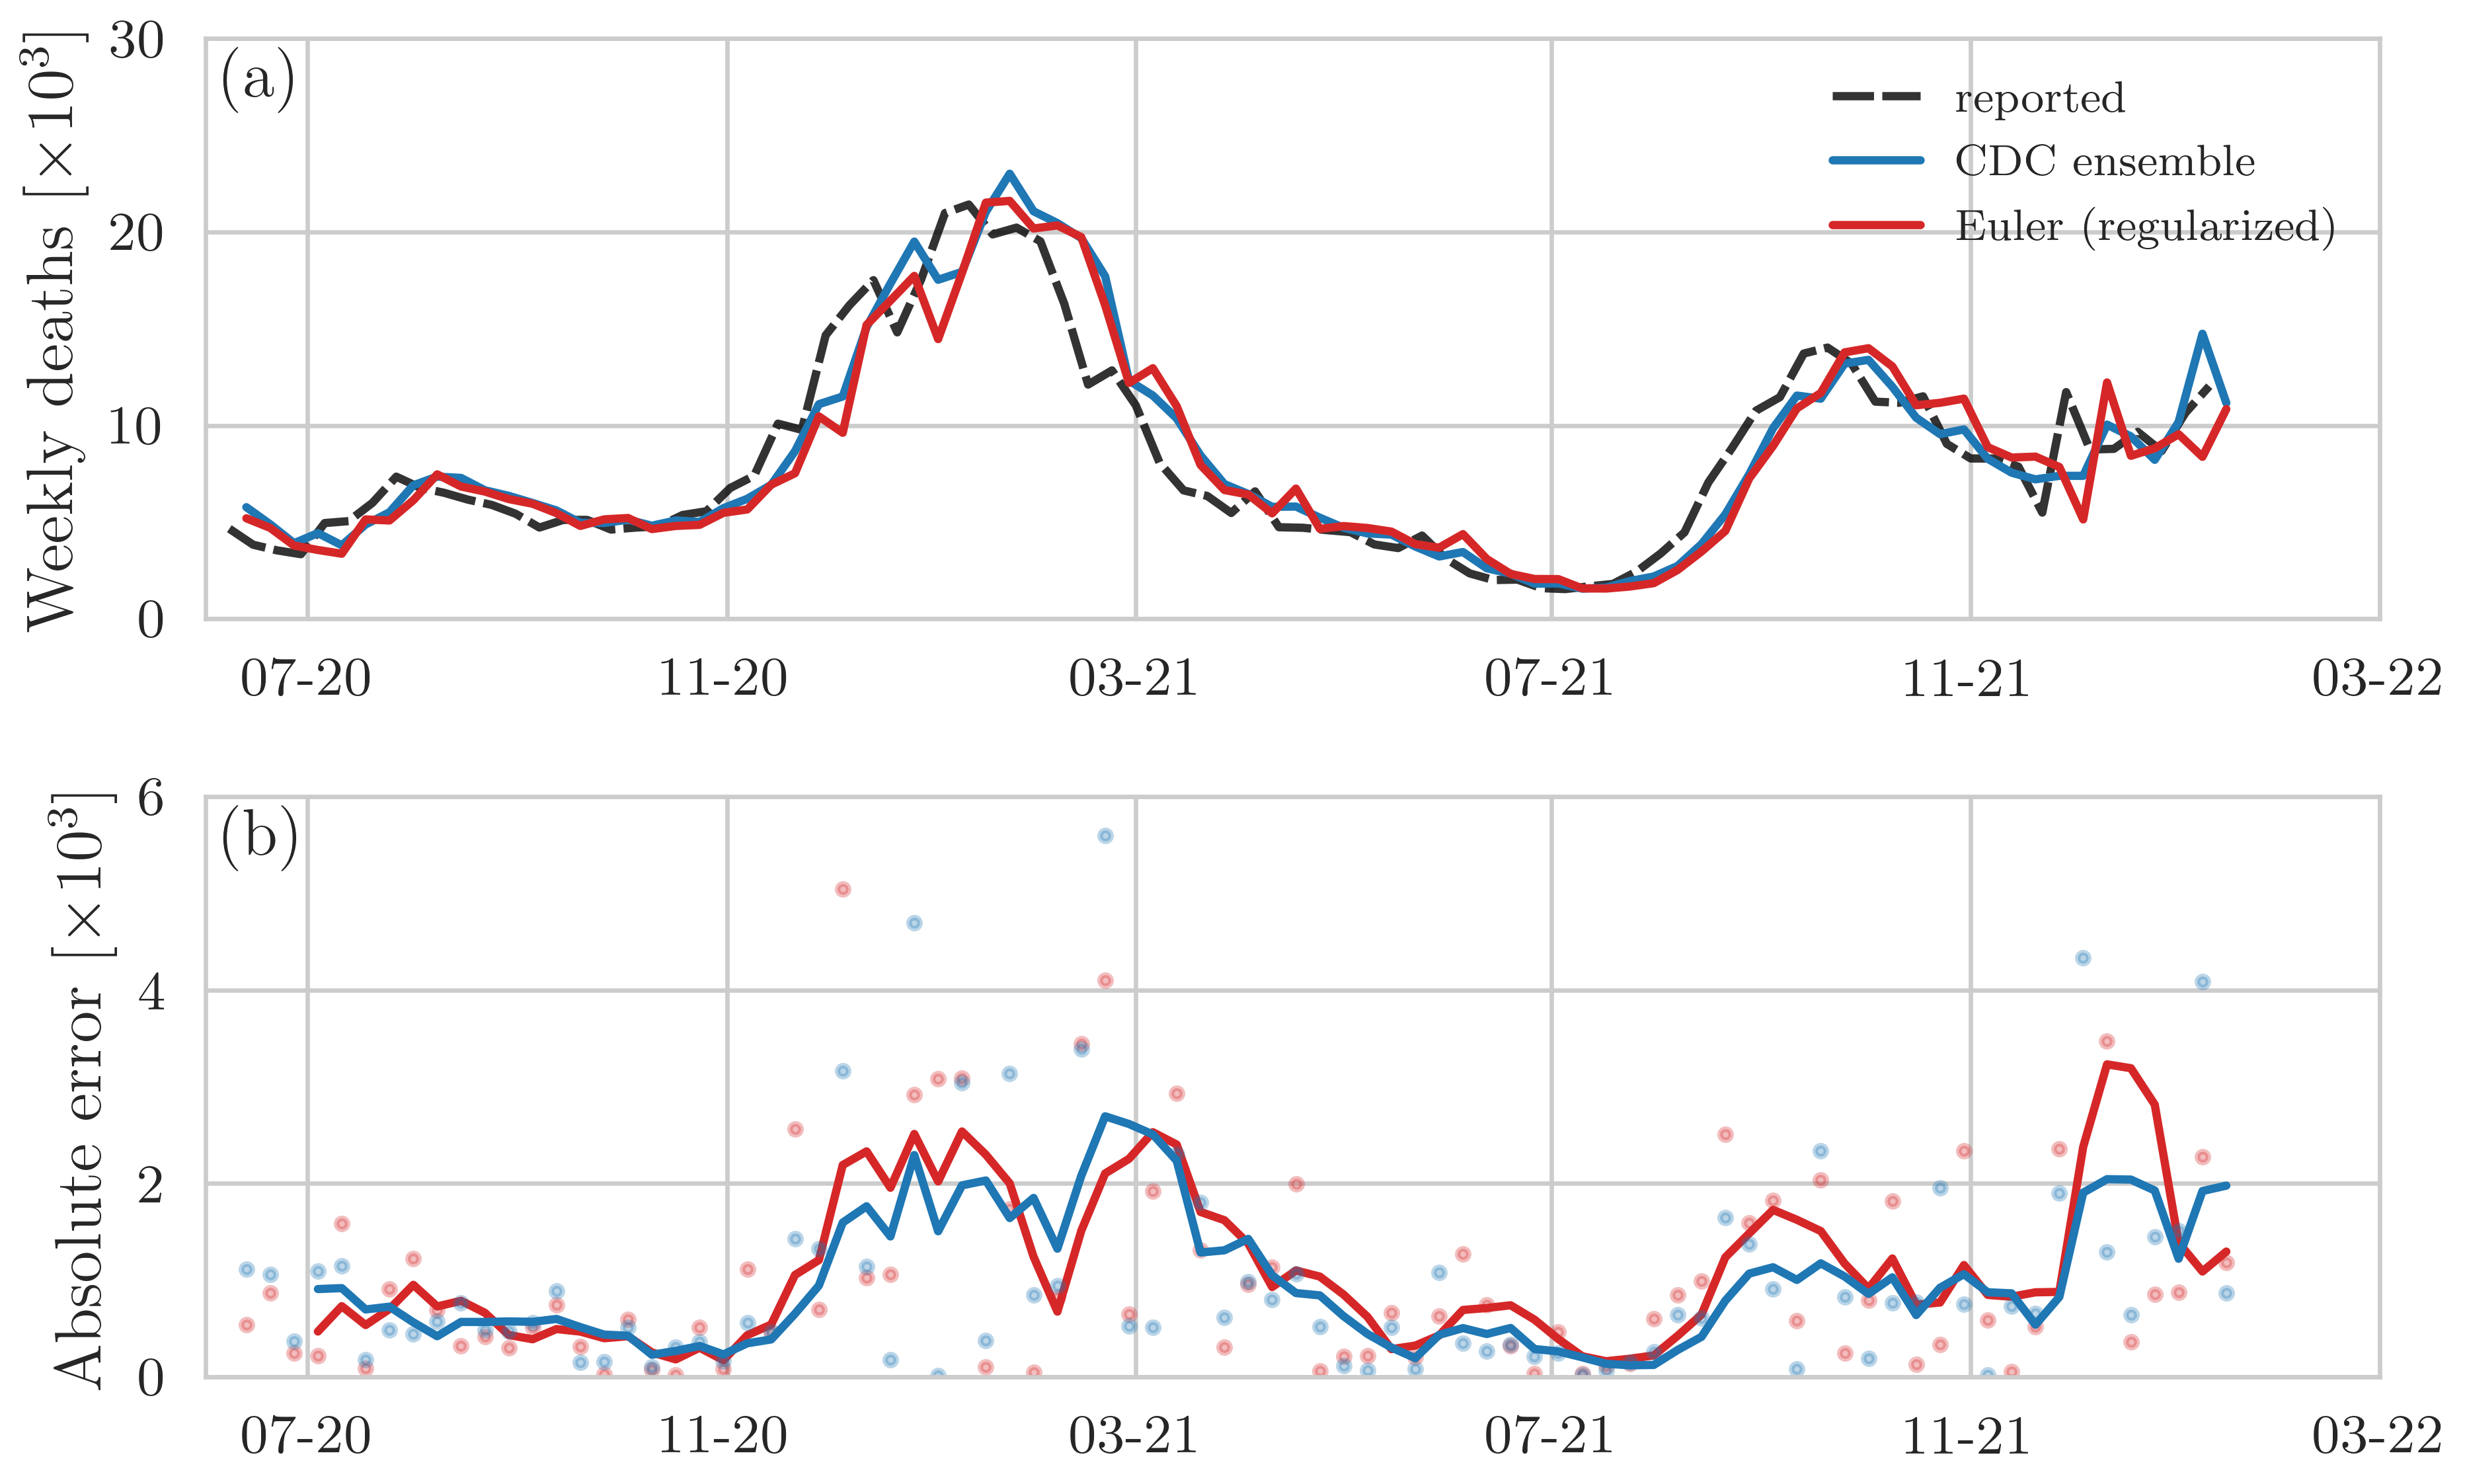 Weekly deaths [×10³]
30
20
10
0
(a)
reported
CDC ensemble
Euler (regularized)
07-20 11-20 03-21 07-21 11-21 03-22
Absolute error [×10³]
6
4
2
0
(b)
07-20 11-20 03-21 07-21 11-21 03-22